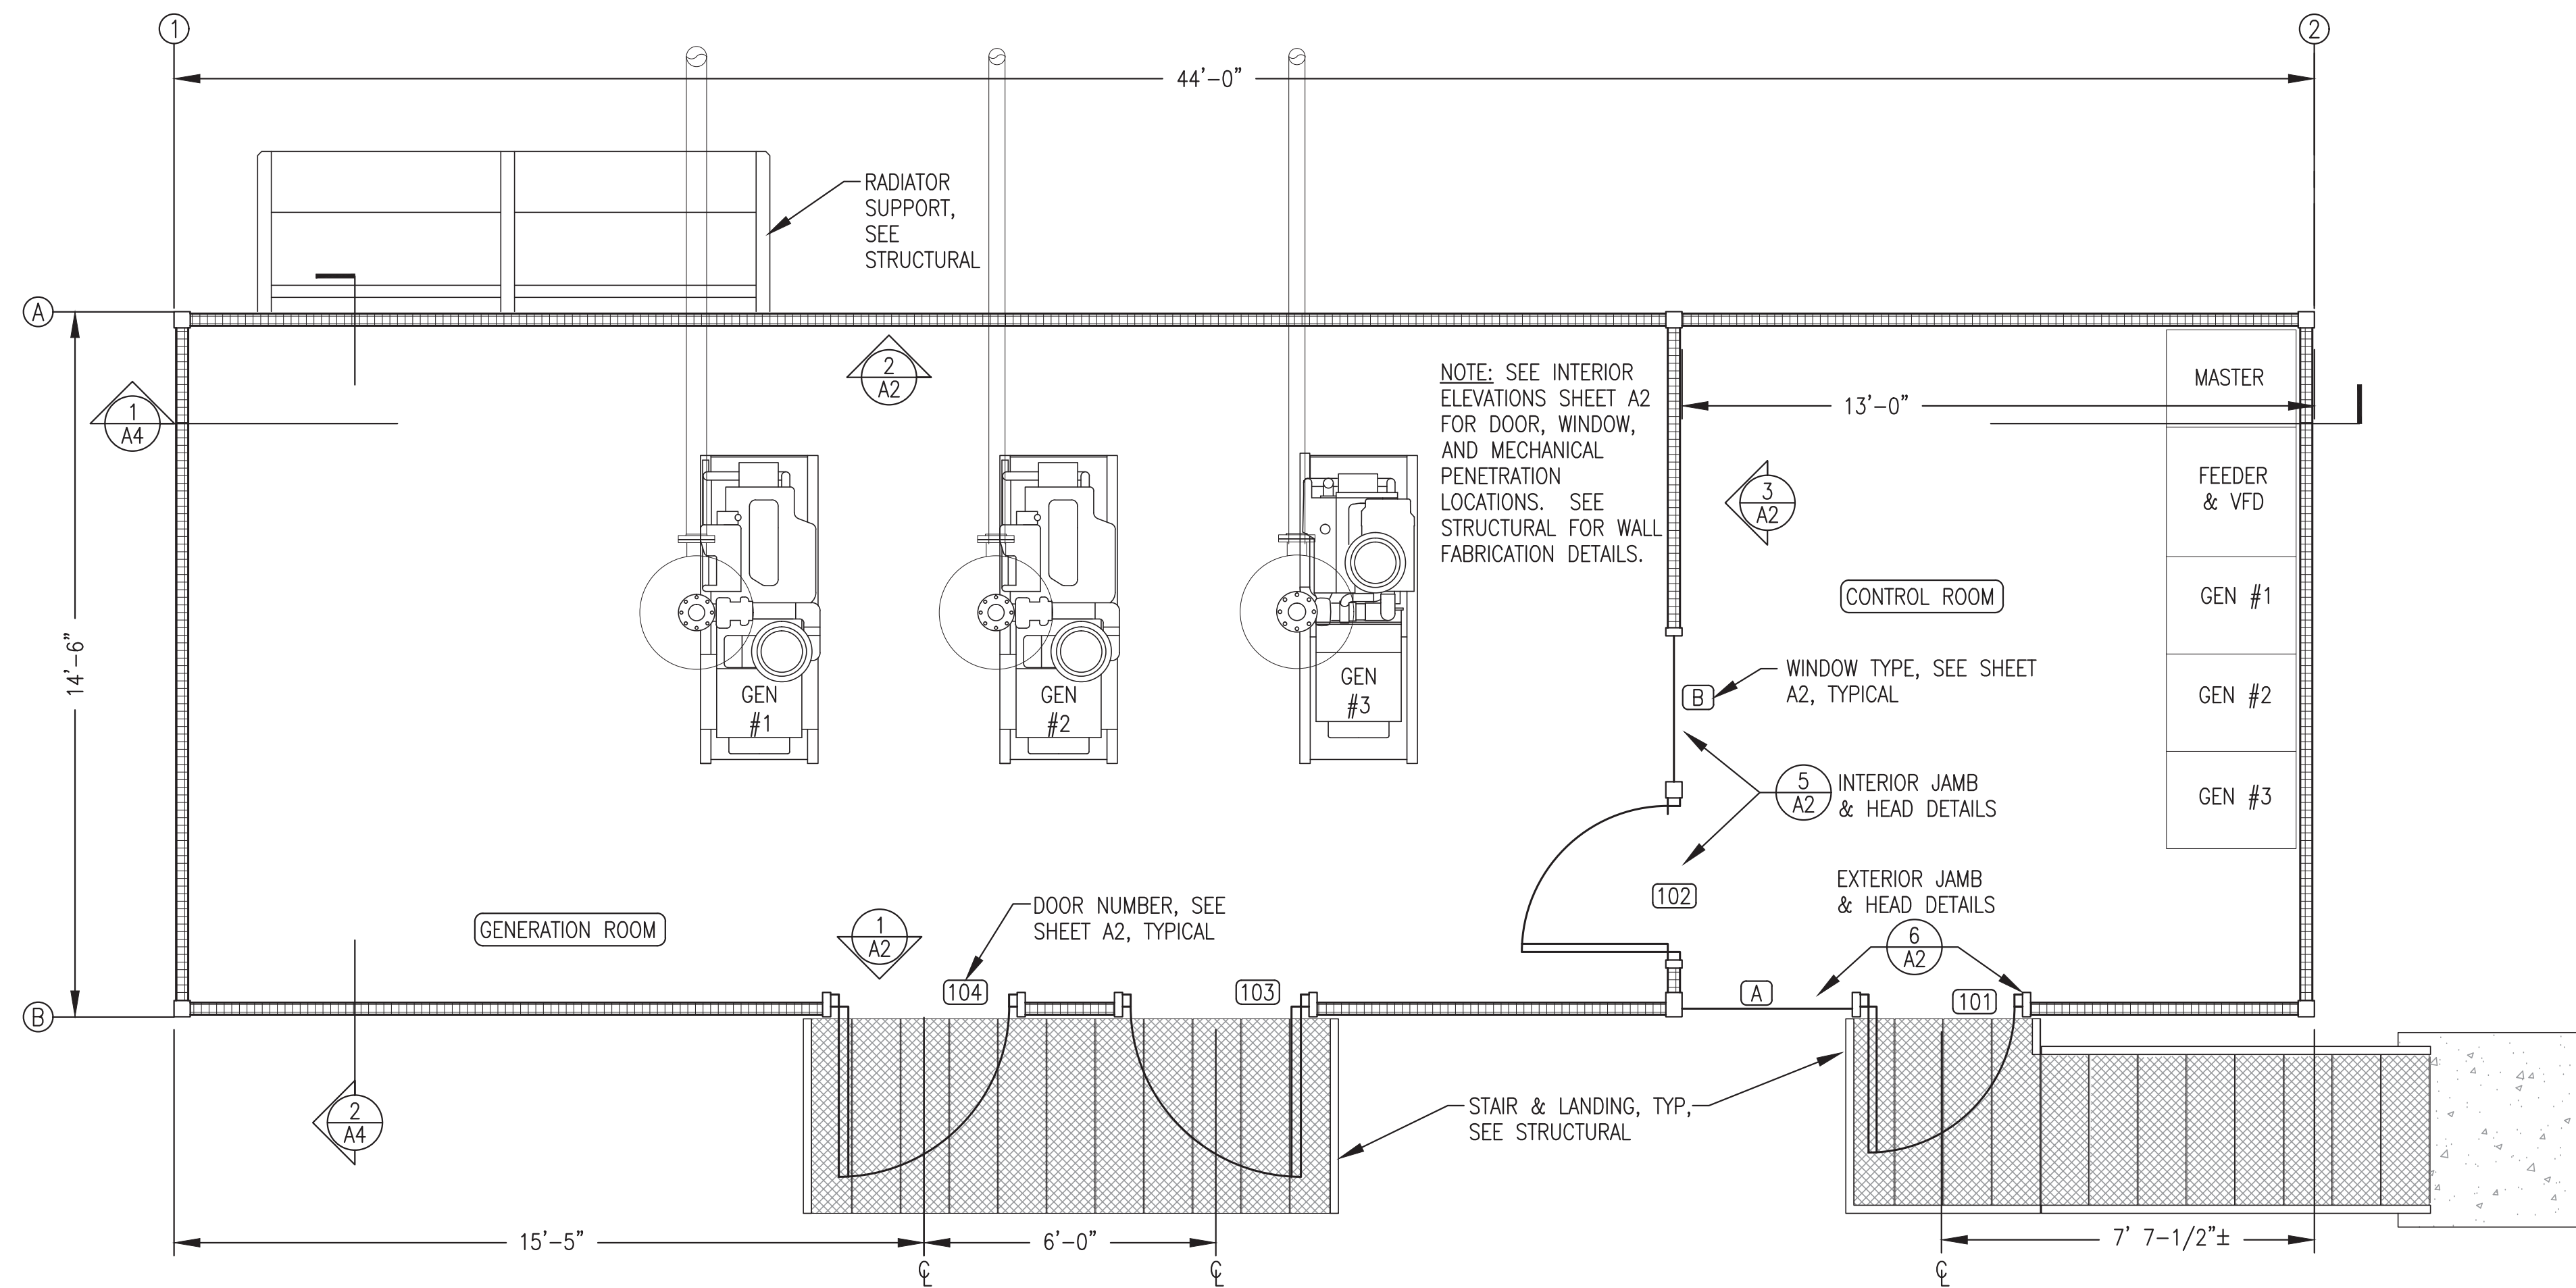 1
2
44'-0"
RADIATOR
SUPPORT,
SEE
STRUCTURAL
A
2
A2
1
A4
NOTE: SEE INTERIOR
ELEVATIONS SHEET A2
FOR DOOR, WINDOW,
AND MECHANICAL
PENETRATION
LOCATIONS. SEE
STRUCTURAL FOR WALL
FABRICATION DETAILS.
13'-0"
MASTER
FEEDER
& VFD
3
A2
CONTROL ROOM
GEN #1
GEN #2
GEN #3
14'-6"
GEN
#1
GEN
#2
GEN
#3
B
WINDOW TYPE, SEE SHEET
A2, TYPICAL
5
A2
INTERIOR JAMB
& HEAD DETAILS
102
EXTERIOR JAMB
& HEAD DETAILS
6
A2
GENERATION ROOM
1
A2
DOOR NUMBER, SEE
SHEET A2, TYPICAL
104
103
A
101
B
2
A4
STAIR & LANDING, TYP,
SEE STRUCTURAL
15'-5"
6'-0"
7' 7-1/2"±
℄
℄
℄